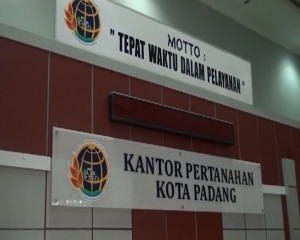 MOTTO :
" TEPAT WAKTU DALAM PELAYANAN "
KANTOR PERTANAHAN
KOTA PADANG